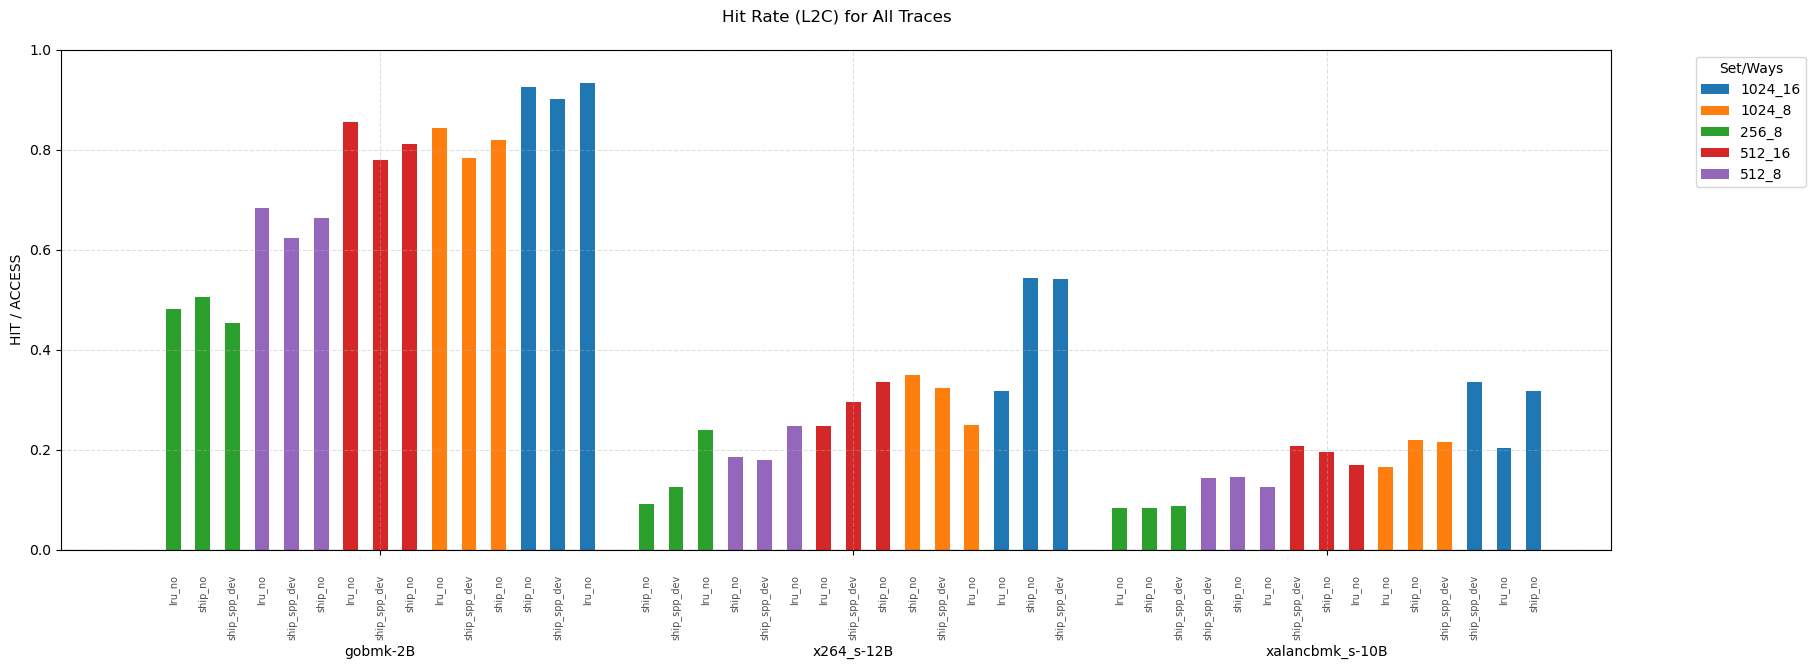 Hit Rate (L2C) for All Traces
HIT / ACCESS
1.0
0.8
0.6
0.4
0.2
0.0
lru_no
ship_no
ship_spp_dev
lru_no
ship_spp_dev
ship_no
lru_no
ship_spp_dev
ship_no
lru_no
ship_spp_dev
ship_no
ship_no
ship_spp_dev
lru_no
ship_no
ship_spp_dev
lru_no
ship_no
ship_spp_dev
lru_no
lru_no
ship_spp_dev
ship_no
ship_no
ship_spp_dev
lru_no
lru_no
ship_no
ship_spp_dev
lru_no
ship_no
ship_spp_dev
ship_spp_dev
ship_no
lru_no
ship_spp_dev
ship_no
lru_no
lru_no
ship_no
ship_spp_dev
ship_spp_dev
lru_no
ship_no
gobmk-2B
x264_s-12B
xalancbmk_s-10B
Set/Ways
1024_16
1024_8
256_8
512_16
512_8